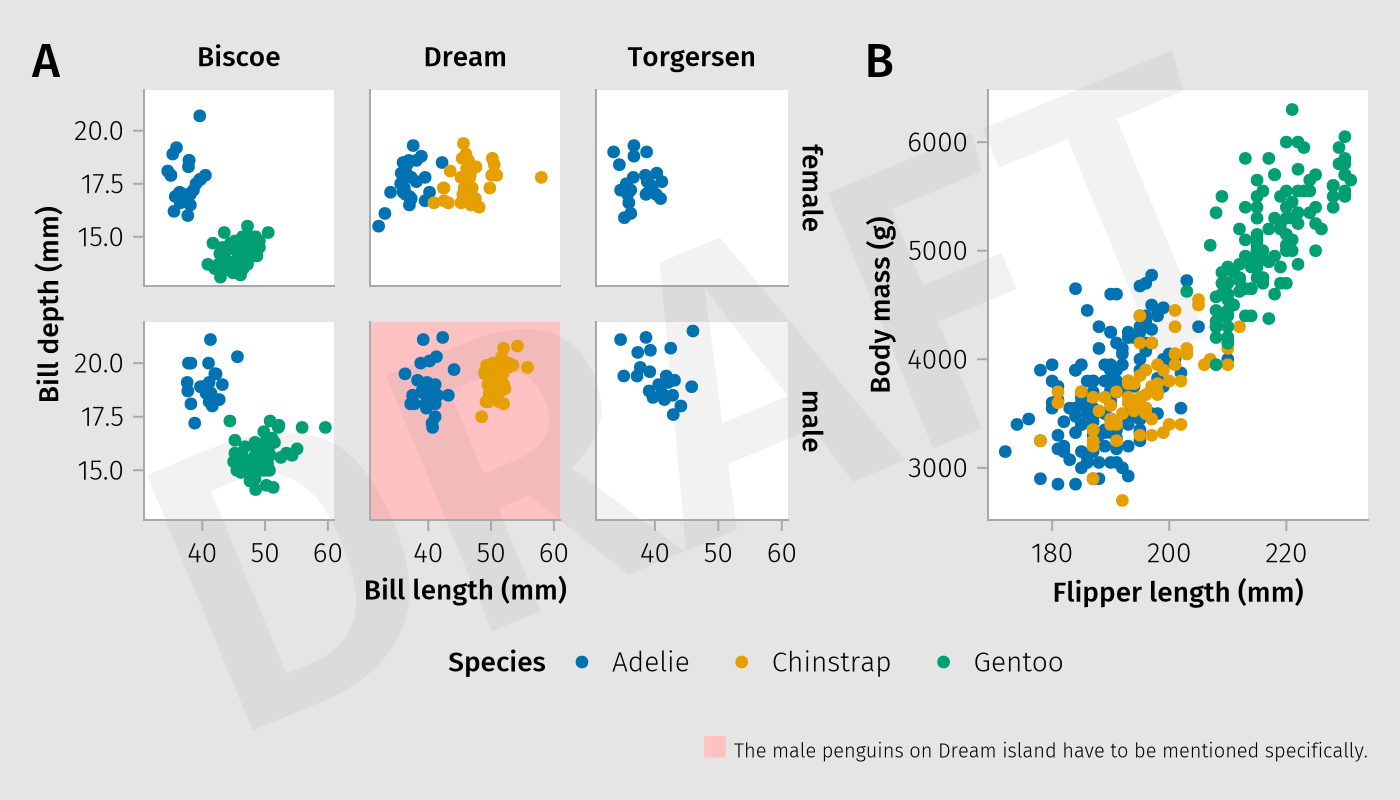 A
Biscoe
Dream
Torgersen
Bill depth (mm)
20.0
17.5
15.0
female
20.0
17.5
15.0
male
40 50 60
40 50 60
40 50 60
Bill length (mm)
B
Body mass (g)
6000
5000
4000
3000
180 200 220
Flipper length (mm)
Species Adelie Chinstrap Gentoo
The male penguins on Dream island have to be mentioned specifically.
DRAFT